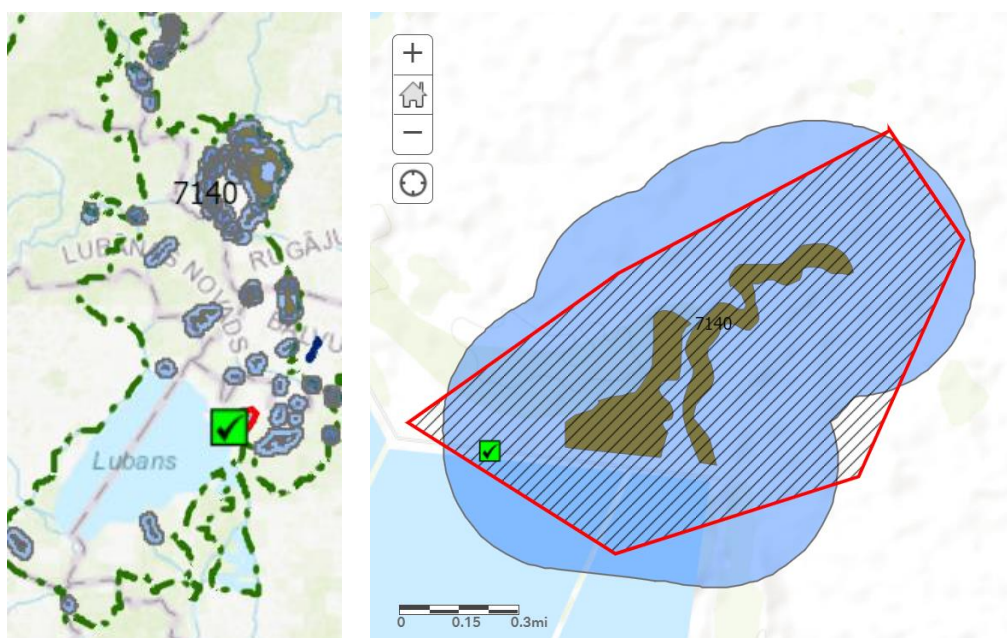 7140
LUBĀNAS NOVADS
RUGĀJU
Lubans
+
−
7140
0 0.15 0.3mi